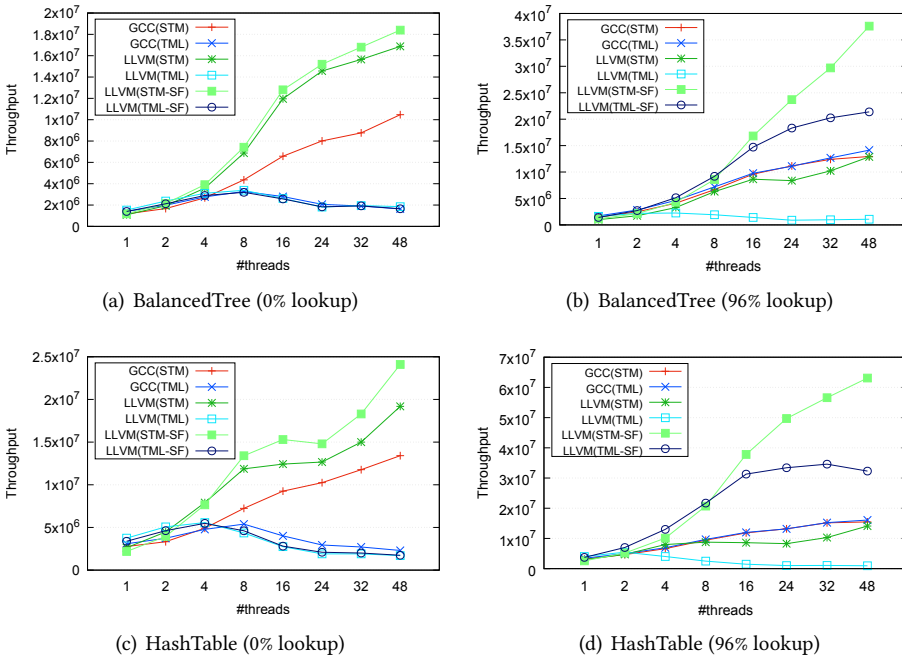 2x10^7
1.8x10^7
1.6x10^7
1.4x10^7
1.2x10^7
1x10^7
8x10^6
6x10^6
4x10^6
2x10^6
0
Throughput
GCC(STM)
GCC(TML)
LLVM(STM)
LLVM(TML)
LLVM(STM-SF)
LLVM(TML-SF)
1 2 4 8 16 24 32 48
#threads
(a) BalancedTree (0% lookup)
4x10^7
3.5x10^7
3x10^7
2.5x10^7
2x10^7
1.5x10^7
1x10^7
5x10^6
0
Throughput
GCC(STM)
GCC(TML)
LLVM(STM)
LLVM(TML)
LLVM(STM-SF)
LLVM(TML-SF)
1 2 4 8 16 24 32 48
#threads
(b) BalancedTree (96% lookup)
2.5x10^7
2x10^7
1.5x10^7
1x10^7
5x10^6
0
Throughput
GCC(STM)
GCC(TML)
LLVM(STM)
LLVM(TML)
LLVM(STM-SF)
LLVM(TML-SF)
1 2 4 8 16 24 32 48
#threads
(c) HashTable (0% lookup)
7x10^7
6x10^7
5x10^7
4x10^7
3x10^7
2x10^7
1x10^7
0
Throughput
GCC(STM)
GCC(TML)
LLVM(STM)
LLVM(TML)
LLVM(STM-SF)
LLVM(TML-SF)
1 2 4 8 16 24 32 48
#threads
(d) HashTable (96% lookup)